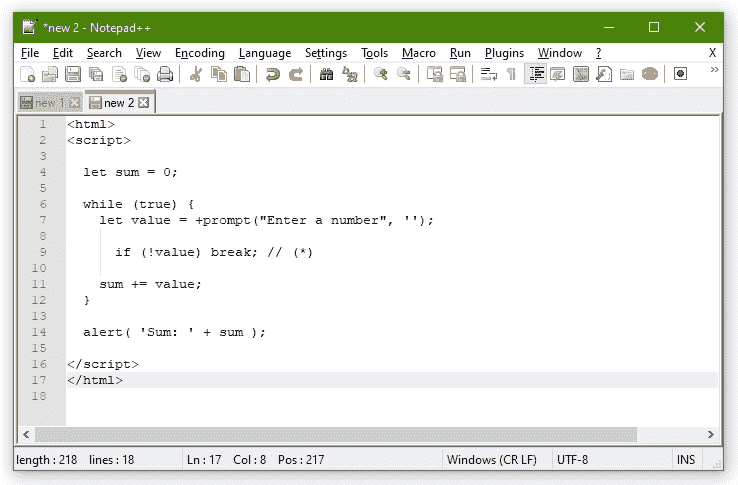 *new 2 - Notepad++
File Edit Search View Encoding Language Settings Tools Macro Run Plugins Window ? X
new 1 new 2
1 <html>
2 <script>
3
4 let sum = 0;
5
6 while (true) {
7 let value = +prompt("Enter a number", '');
8
9 if (!value) break; // (*)
10
11 sum += value;
12 }
13
14 alert( 'Sum: ' + sum );
15
16 </script>
17 </html>
18
length : 218 lines : 18 Ln : 17 Col : 8 Pos : 217 Windows (CR LF) UTF-8 INS